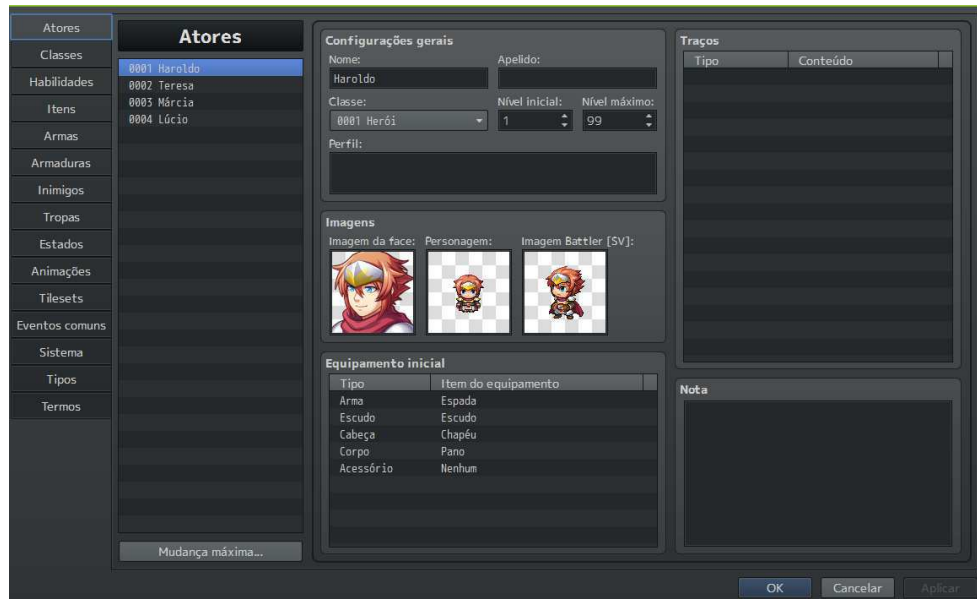 Atores
Classes
Habilidades
Itens
Armas
Armaduras
Inimigos
Tropas
Estados
Animações
Tilesets
Eventos comuns
Sistema
Tipos
Termos
Atores
0001 Haroldo
0002 Teresa
0003 Márcia
0004 Lúcio
Mudança máxima...
Configurações gerais
Nome: Apelido:
Haroldo
Classe: Nível inicial: Nível máximo:
0001 Herói 1 99
Perfil:
Imagens
Imagem da face: Personagem: Imagem Battler [SV]:
Equipamento inicial
Tipo Item do equipamento
Arma Espada
Escudo Escudo
Cabeça Chapéu
Corpo Pano
Acessório Nenhum
Traços
Tipo Conteúdo
Nota
OK Cancelar Aplicar